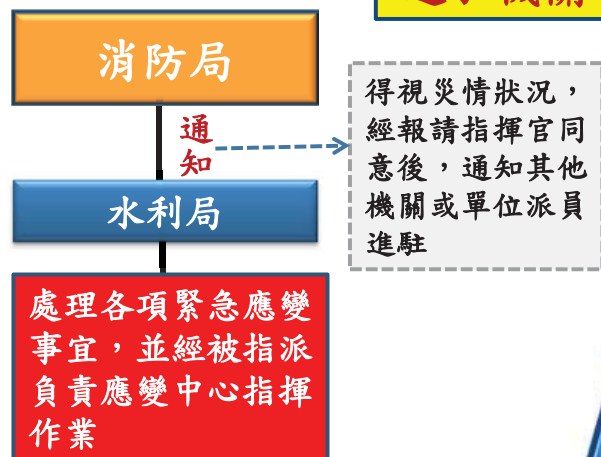 機關
消防局
通
知
得視災情狀況，
經報請指揮官同
意後，通知其他
機關或單位派員
進駐
水利局
處理各項緊急應變
事宜，並經被指派
負責應變中心指揮
作業